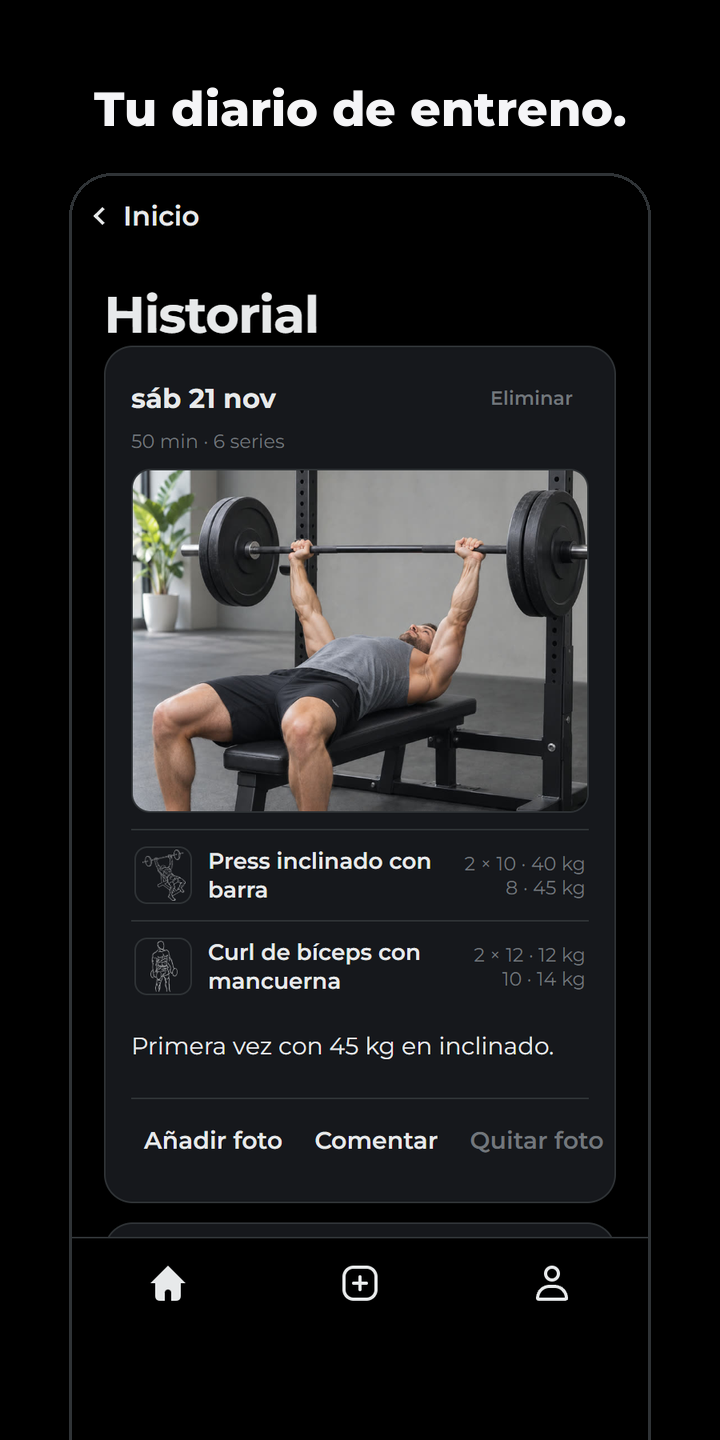 Tu diario de entreno.
Inicio
Historial
sáb 21 nov
Eliminar
50 min · 6 series
Press inclinado con
barra
2 × 10 · 40 kg
8 · 45 kg
Curl de bíceps con
mancuerna
2 × 12 · 12 kg
10 · 14 kg
Primera vez con 45 kg en inclinado.
Añadir foto
Comentar
Quitar foto